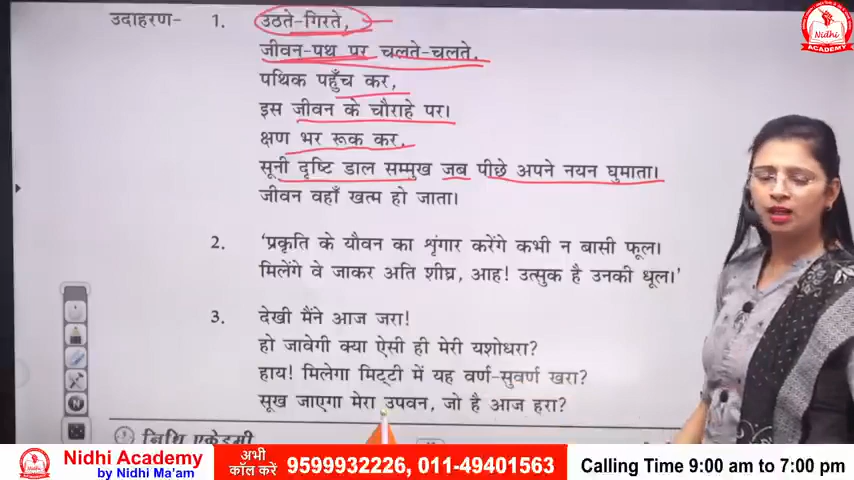 उदाहरण- 1. उठते-गिरते,
जीवन-पथ पर चलते-चलते,
पथिक पहुँच कर,
इस जीवन के चौराहे पर।
क्षण भर रूक कर,
सूनी दृष्टि डाल सम्मुख जब पीछे अपने नयन घुमाता।
जीवन वहाँ खत्म हो जाता।
2. 'प्रकृति के यौवन का शृंगार करेंगे कभी न बासी फूल।
मिलेंगे वे जाकर अति शीघ्र, आह! उत्सुक है उनकी धूल।'
3. देखी मैंने आज जरा!
हो जावेगी क्या ऐसी ही मेरी यशोधरा?
हाय! मिलेगा मिट्टी में यह वर्ण-सुवर्ण खरा?
सूख जाएगा मेरा उपवन, जो है आज हरा?
निधि एकेडमी
Nidhi
ACADEMY
Nidhi Academy
by Nidhi Ma'am
अभी
कॉल करें
9599932226, 011-49401563
Calling Time 9:00 am to 7:00 pm